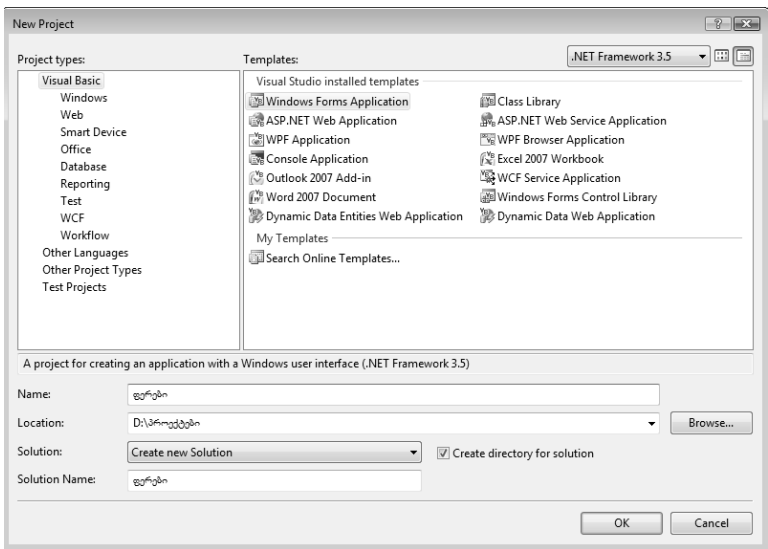 New Project
Project types:
Templates:
.NET Framework 3.5
Visual Basic
Windows
Web
Smart Device
Office
Database
Reporting
Test
WCF
Workflow
Other Languages
Other Project Types
Test Projects
Visual Studio installed templates
Windows Forms Application
Class Library
ASP.NET Web Application
ASP.NET Web Service Application
WPF Application
WPF Browser Application
Console Application
Excel 2007 Workbook
Outlook 2007 Add-in
WCF Service Application
Word 2007 Document
Windows Forms Control Library
Dynamic Data Entities Web Application
Dynamic Data Web Application
My Templates
Search Online Templates...
A project for creating an application with a Windows user interface (.NET Framework 3.5)
Name: ფერები
Location: D:\პროექტები
Browse...
Solution: Create new Solution
Create directory for solution
Solution Name: ფერები
OK
Cancel